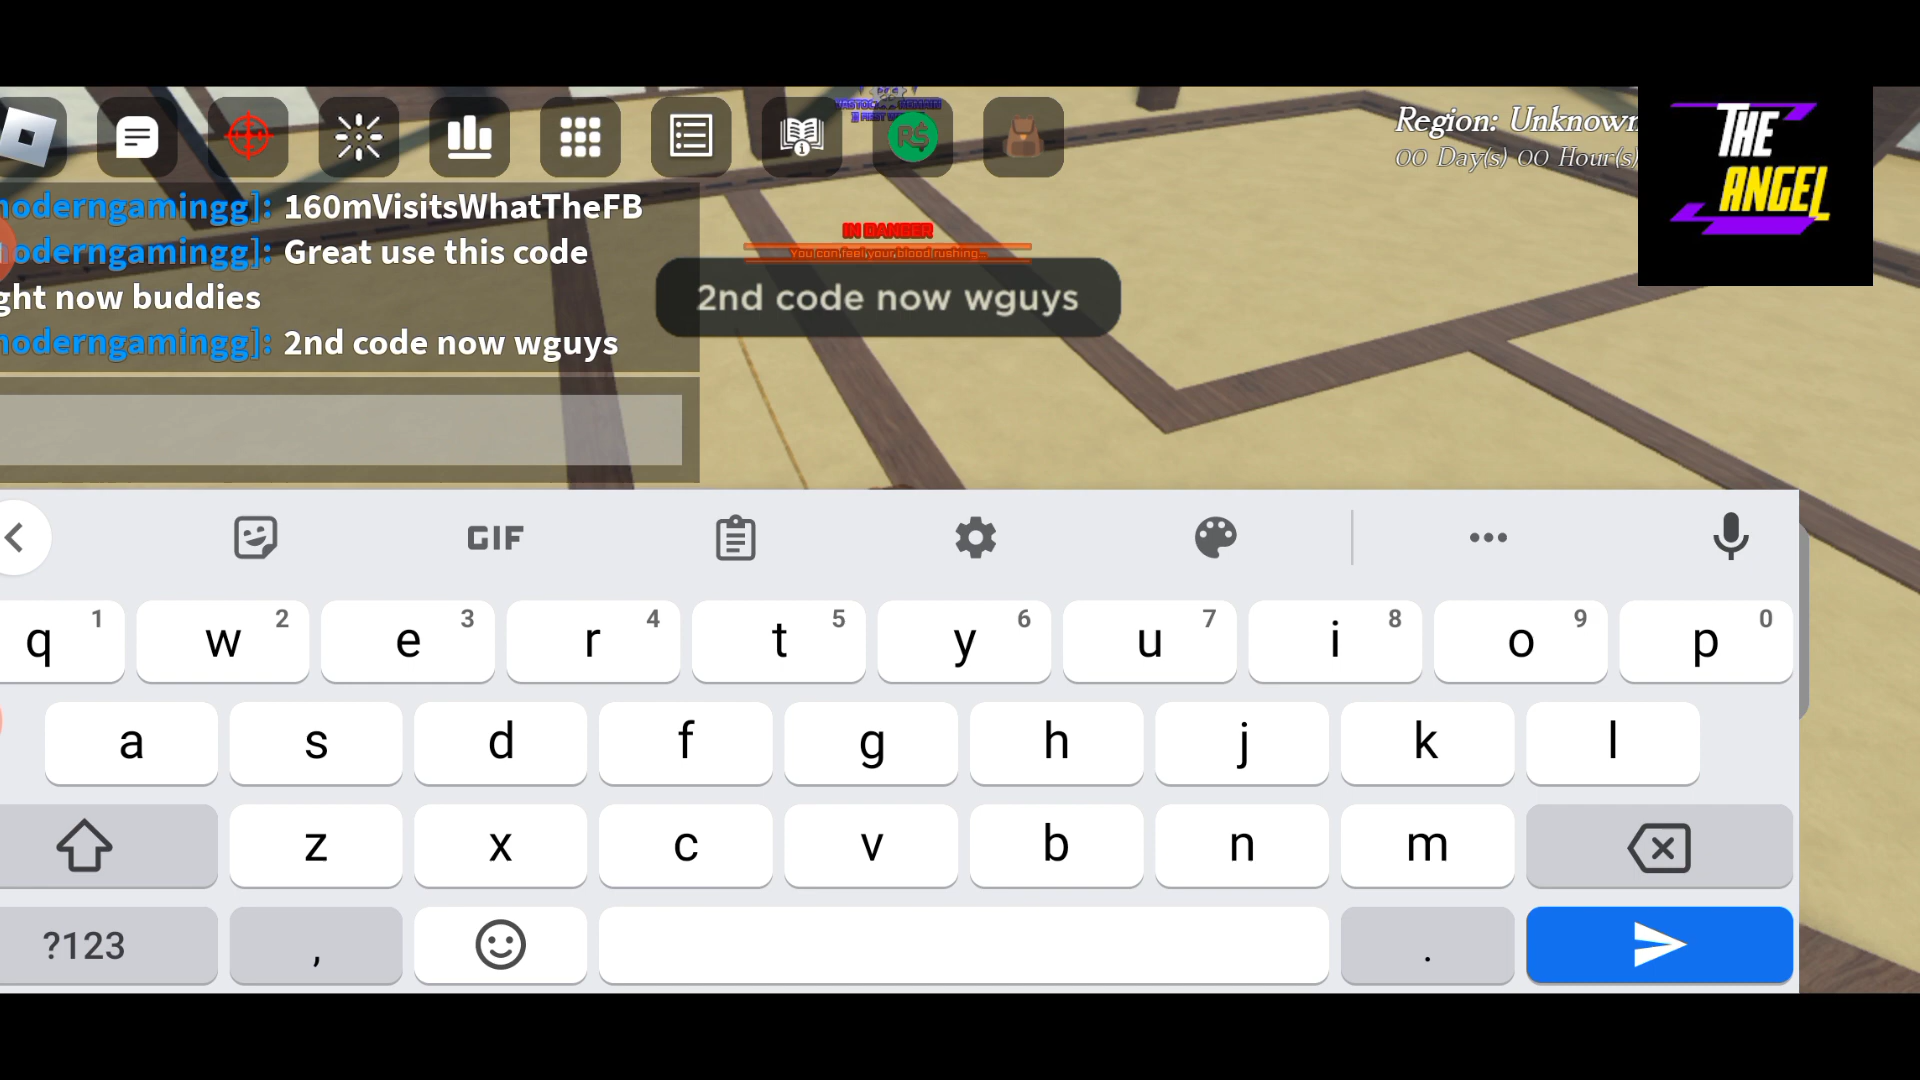 Region: Unknown
00 Day(s) 00 Hour(s)
THE
ANGEL
oderngamingg]: 160mVisitsWhatTheFB
oderngamingg]: Great use this code
ght now buddies
oderngamingg]: 2nd code now wguys
IN DANGER
You can feel your blood rushing...
2nd code now wguys
R$
GIF
q 1 w 2 e 3 r 4 t 5 y 6 u 7 i 8 o 9 p 0
a s d f g h j k l
z x c v b n m
?123 , .